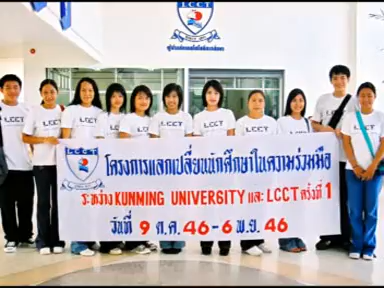 LCCT
LCCT LCCT LCCT LCCT LCCT LCCT LCCT
LCCT
โครงการแลกเปลี่ยนนักศึกษาในความร่วมมือ
ระหว่าง KUNMING UNIVERSITY และ LCCT ครั้งที่ 1
วันที่ 9 ต.ค. 46 - 6 พ.ย. 46